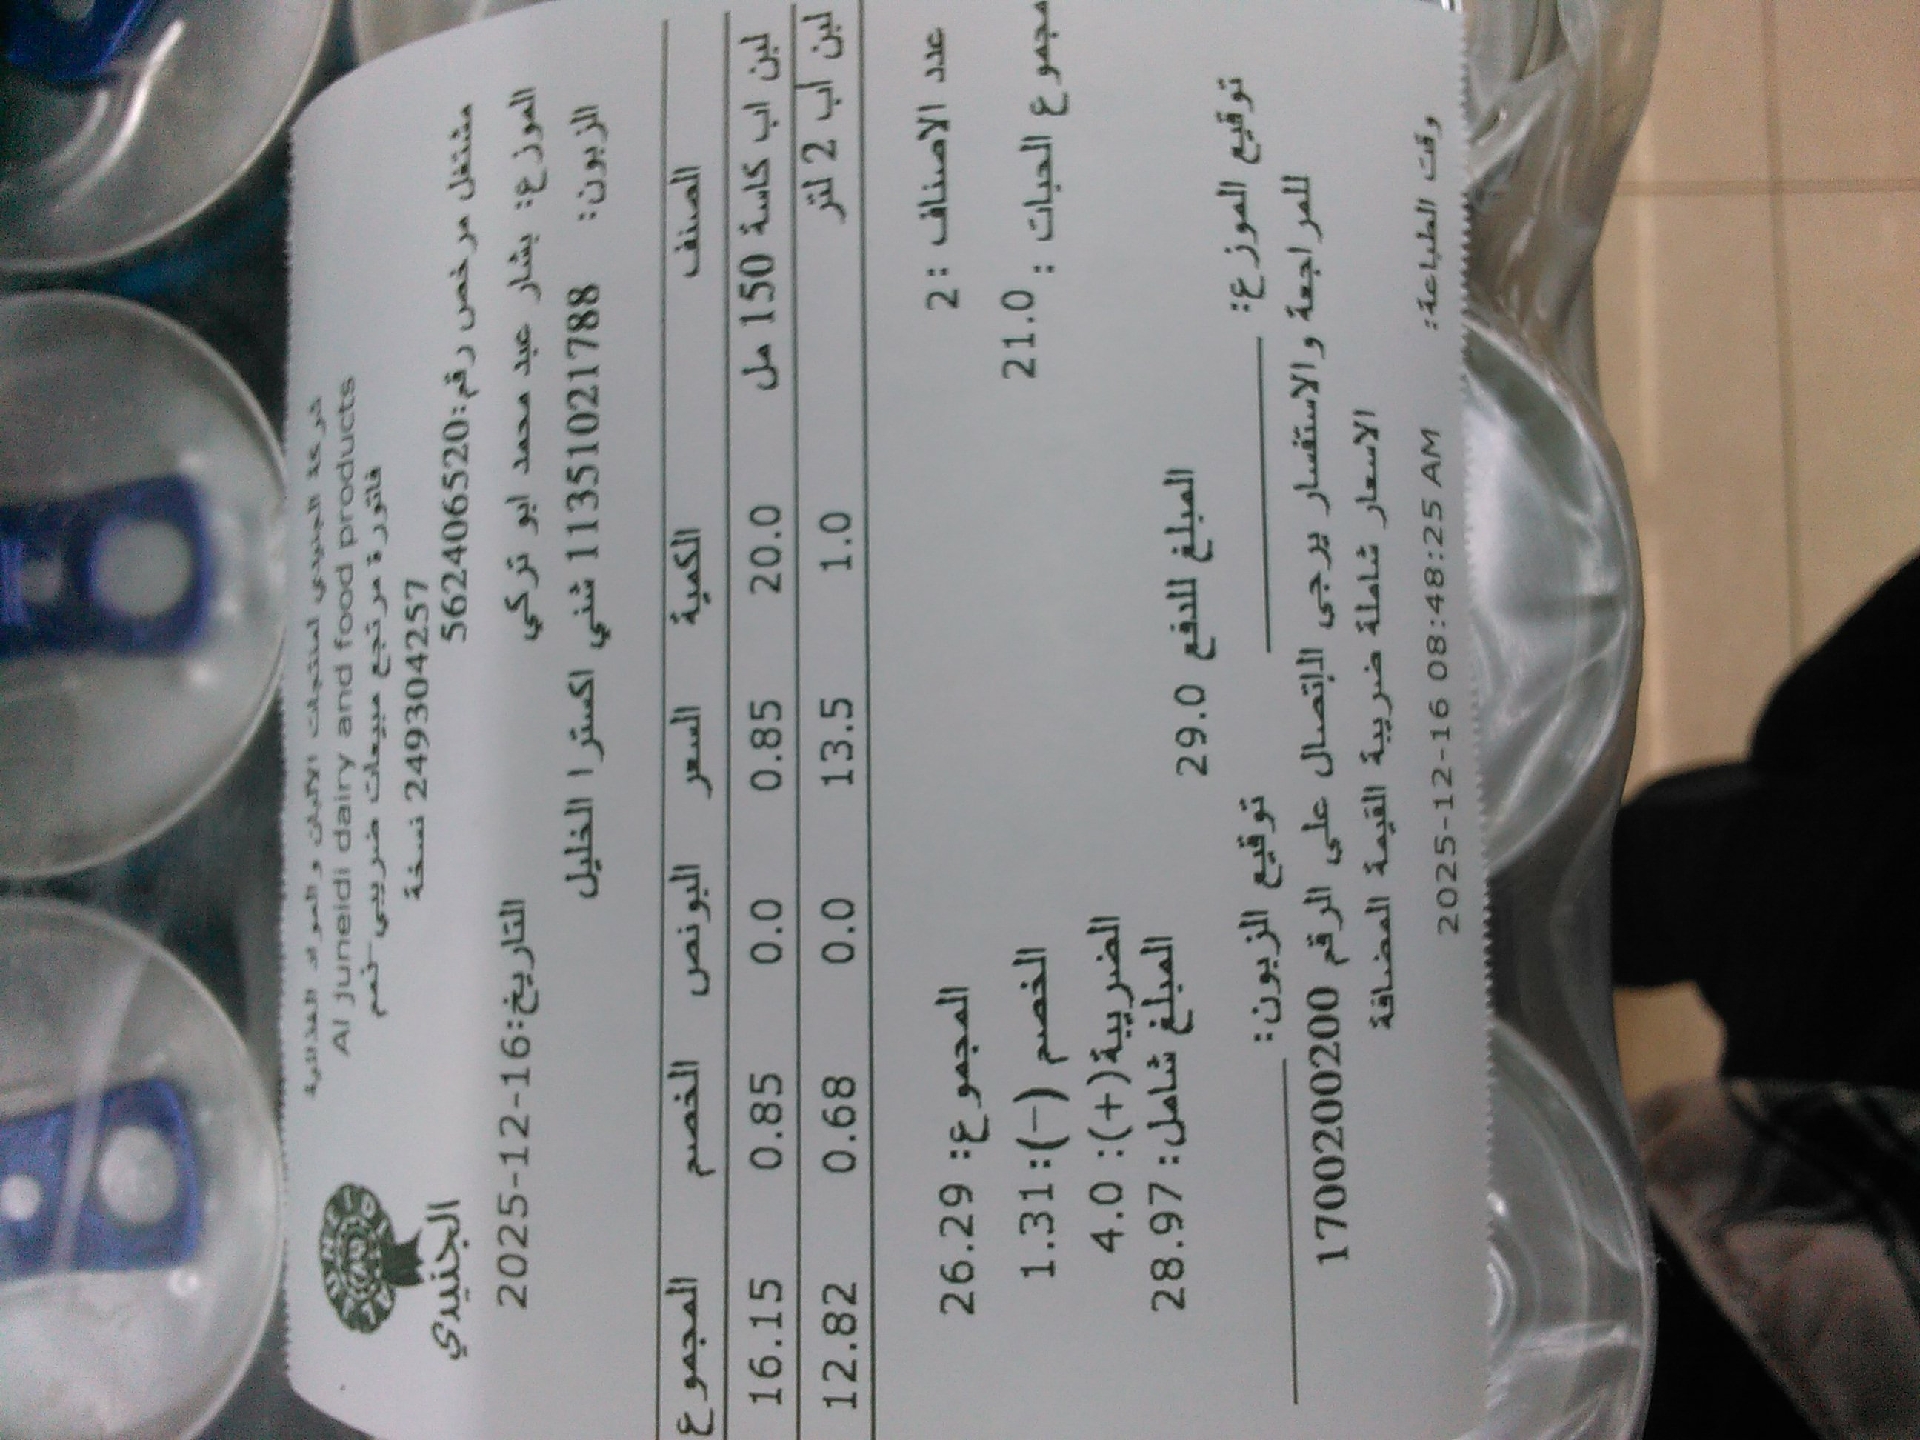 شركة الجنيدي لمنتجات الألبان و المواد الغذائية
Al Juneidi dairy and food products
فاتورة مرتجع مبيعات ضريبي-خصم
249304257 نسخة
مشتغل مرخص رقم:562406520
الجنيدي
الموزع: بشار عبد محمد ابو تركي
التاريخ:2025-12-16
الزبون: 11351021788 شني اكسترا الخليل
الصنف الكمية السعر البونص الخصم المجموع
لبن اب كاسة 150 مل 20.0 0.85 0.0 0.85 16.15
لبن اب 2 لتر 1.0 13.5 0.0 0.68 12.82
عدد الاصناف :2 المجموع: 26.29
مجموع الحبات : 21.0 الخصم (-): 1.31
الضريبة(+): 4.0
المبلغ شامل: 28.97
المبلغ للدفع 29.0
توقيع الموزع: توقيع الزبون:
للمراجعة والاستفسار يرجى الإتصال على الرقم 1700200200
الاسعار شاملة ضريبة القيمة المضافة
وقت الطباعة: 2025-12-16 08:48:25 AM